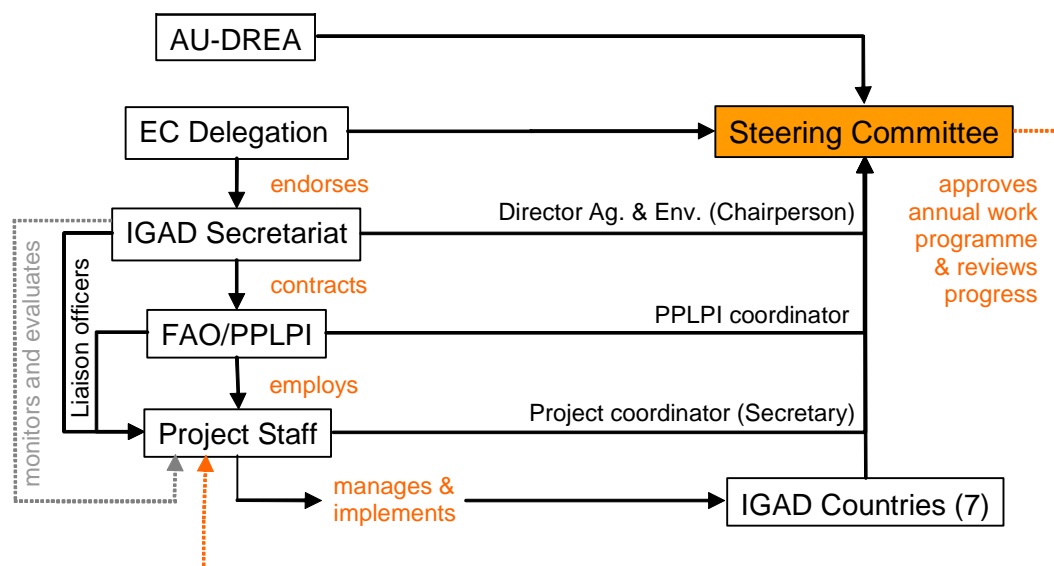 AU-DREA
EC Delegation
Steering Committee
endorses
approves
annual work
programme
& reviews
progress
Director Ag. & Env. (Chairperson)
IGAD Secretariat
monitors and evaluates
Liaison officers
contracts
PPLPI coordinator
FAO/PPLPI
employs
Project coordinator (Secretary)
Project Staff
manages &
implements
IGAD Countries (7)